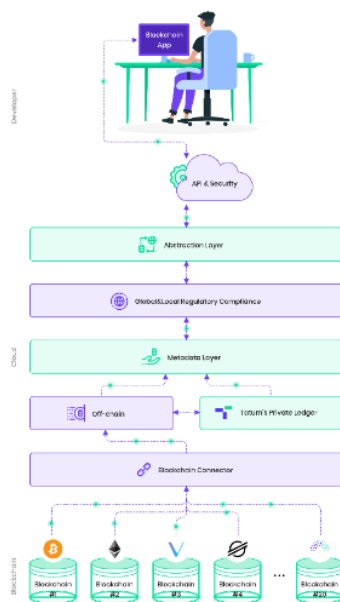 Developer
Blockchain
App
API & Security
Abstraction Layer
Global&Local Regulatory Compliance
Cloud
Metadata Layer
Off-chain
Tatum's Private Ledger
Blockchain Connector
Blockchain
Blockchain
#1
Blockchain
#2
Blockchain
#3
Blockchain
#4
...
Blockchain
#20